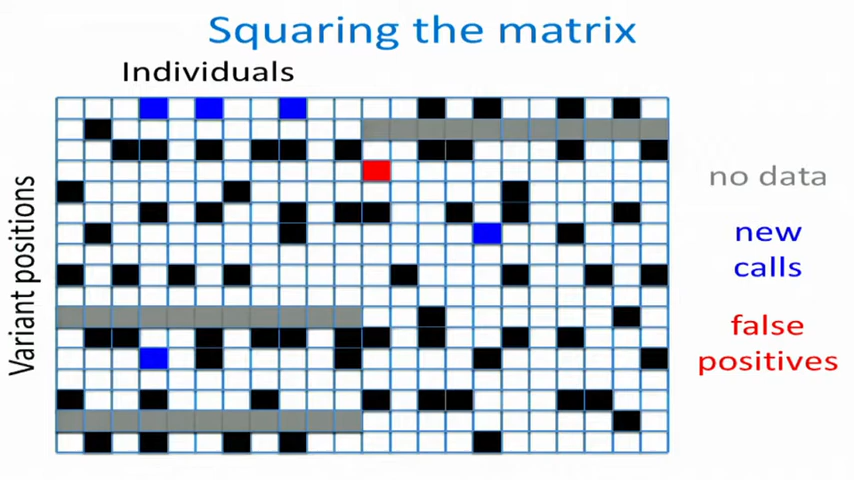 Squaring the matrix
Individuals
Variant positions
no data
new
calls
false
positives